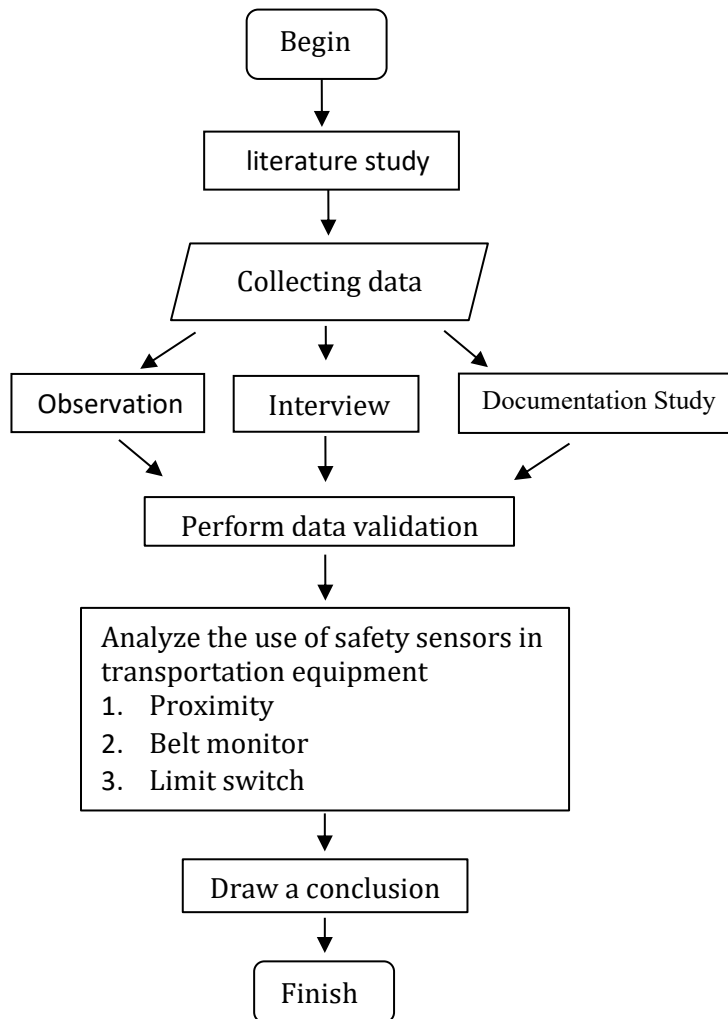 Begin
literature study
Collecting data
Observation
Interview
Documentation Study
Perform data validation
Analyze the use of safety sensors in
transportation equipment
1. Proximity
2. Belt monitor
3. Limit switch
Draw a conclusion
Finish